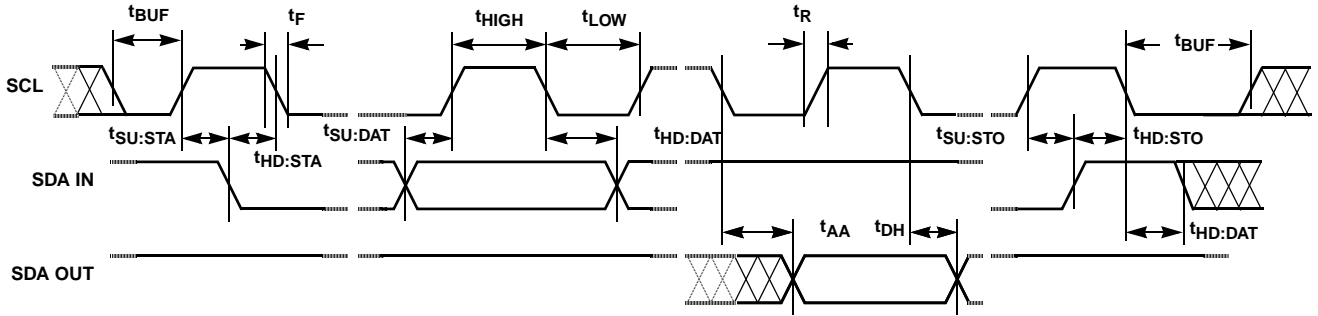 tBUF tF tHIGH tLOW tR tBUF
SCL
tSU:STA tHD:STA tSU:DAT tHD:DAT tSU:STO tHD:STO
SDA IN
tAA tDH tHD:DAT
SDA OUT